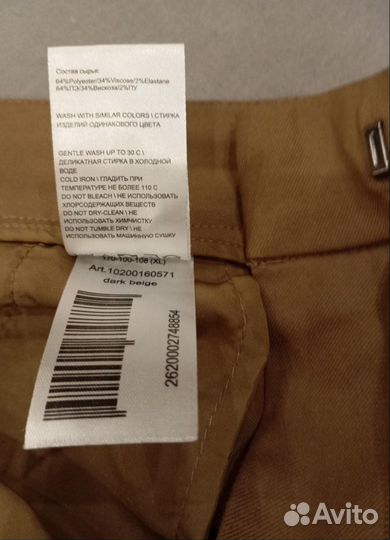 Состав сырья:
64%Polyester/34%Viscose/2%Elastane
64%ПЭ/34%Вискоза/2%ПУ
WASH WITH SIMILAR COLORS \ СТИРКА
ИЗДЕЛИЙ ОДИНАКОВОГО ЦВЕТА
GENTLE WASH UP TO 30 C \
ДЕЛИКАТНАЯ СТИРКА В ХОЛОДНОЙ
ВОДЕ
COLD IRON \ ГЛАДИТЬ ПРИ
ТЕМПЕРАТУРЕ НЕ БОЛЕЕ 110 С
DO NOT BLEACH \ НЕ ИСПОЛЬЗОВАТЬ
ХЛОРСОДЕРЖАЩИХ ВЕЩЕСТВ
DO NOT DRY-CLEAN \ НЕ
ИСПОЛЬЗОВАТЬ ХИМЧИСТКУ
DO NOT TUMBLE DRY \ НЕ
ИСПОЛЬЗОВАТЬ МАШИННУЮ СУШКУ
170-100-108 (XL)
Art.10200160571
dark beige
2620002748854
Avito